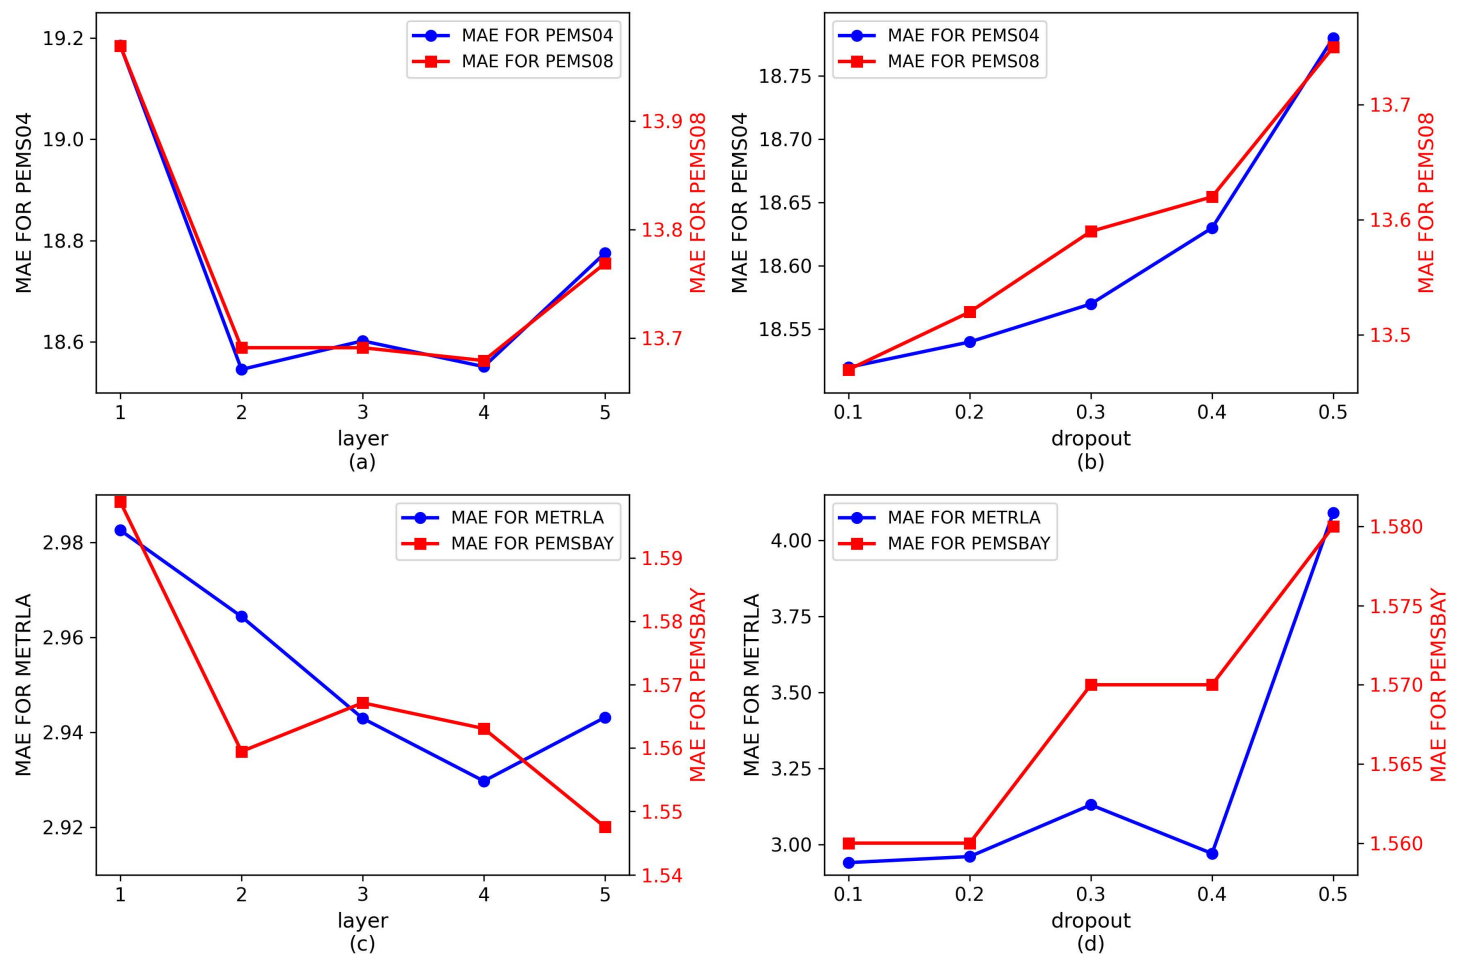 MAE FOR PEMS04
19.2
19.0
18.8
18.6
MAE FOR PEMS04
MAE FOR PEMS08
13.9
13.8
13.7
MAE FOR PEMS08
1 2 3 4 5
layer
(a)
MAE FOR PEMS04
18.75
18.70
18.65
18.60
18.55
MAE FOR PEMS04
MAE FOR PEMS08
13.7
13.6
13.5
MAE FOR PEMS08
0.1 0.2 0.3 0.4 0.5
dropout
(b)
MAE FOR METRLA
2.98
2.96
2.94
2.92
MAE FOR METRLA
MAE FOR PEMSBAY
1.59
1.58
1.57
1.56
1.55
1.54
MAE FOR PEMSBAY
1 2 3 4 5
layer
(c)
MAE FOR METRLA
4.00
3.75
3.50
3.25
3.00
MAE FOR METRLA
MAE FOR PEMSBAY
1.580
1.575
1.570
1.565
1.560
MAE FOR PEMSBAY
0.1 0.2 0.3 0.4 0.5
dropout
(d)